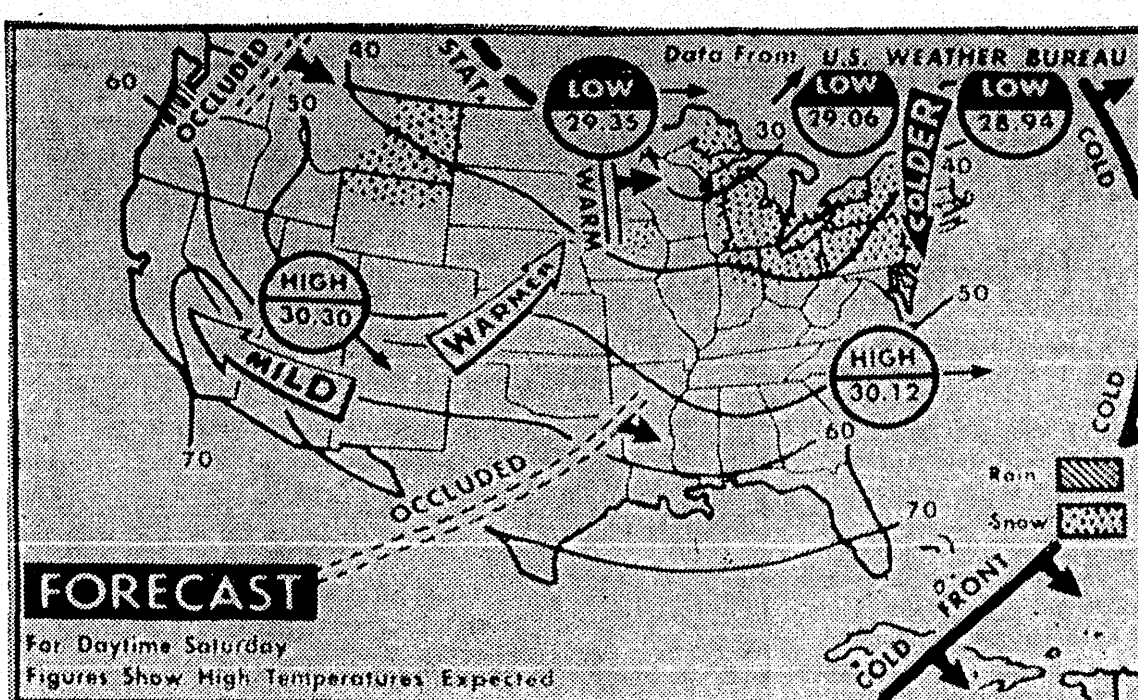 Data From U.S. WEATHER BUREAU
60
OCCLUDED
40
50
STAT.
LOW
29.35
30
LOW
29.06
COLDER
LOW
28.94
40
COLD
WARM
HIGH
30.30
WARMER
MILD
50
HIGH
30.12
COLD
70
OCCLUDED
60
70
Rain
Snow
FORECAST
For Daytime Saturday
Figures Show High Temperatures Expected
COLD FRONT